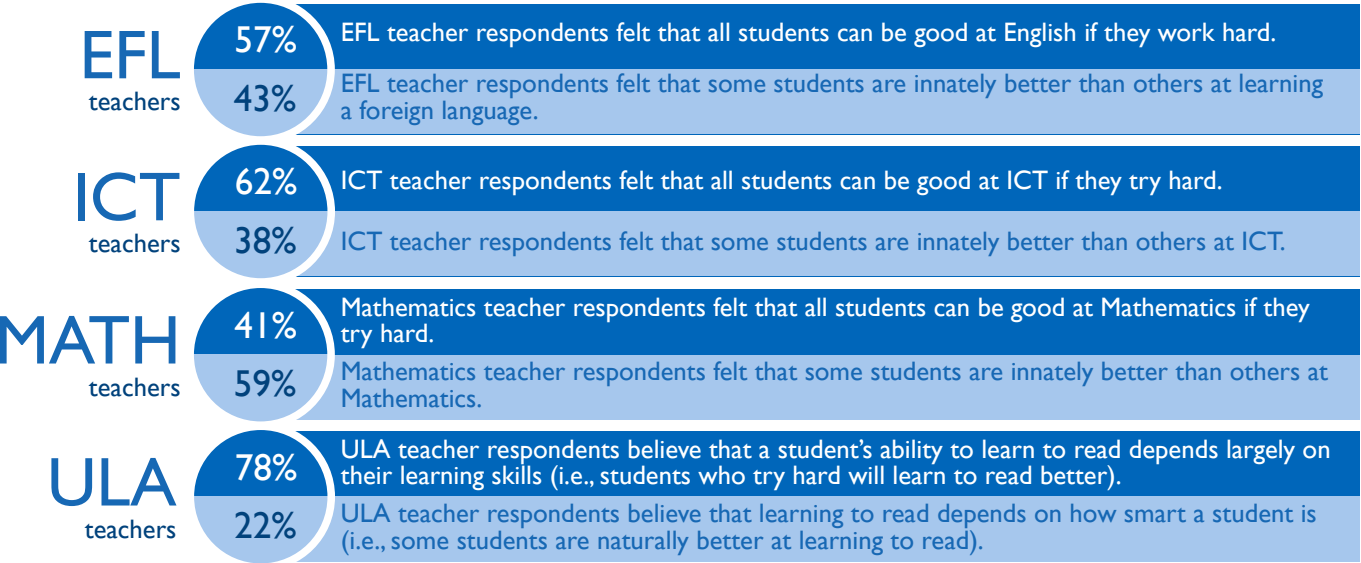 EFL
teachers
57%
EFL teacher respondents felt that all students can be good at English if they work hard.
43%
EFL teacher respondents felt that some students are innately better than others at learning
a foreign language.
ICT
teachers
62%
ICT teacher respondents felt that all students can be good at ICT if they try hard.
38%
ICT teacher respondents felt that some students are innately better than others at ICT.
MATH
teachers
41%
Mathematics teacher respondents felt that all students can be good at Mathematics if they
try hard.
59%
Mathematics teacher respondents felt that some students are innately better than others at
Mathematics.
ULA
teachers
78%
ULA teacher respondents believe that a student’s ability to learn to read depends largely on
their learning skills (i.e., students who try hard will learn to read better).
22%
ULA teacher respondents believe that learning to read depends on how smart a student is
(i.e., some students are naturally better at learning to read).